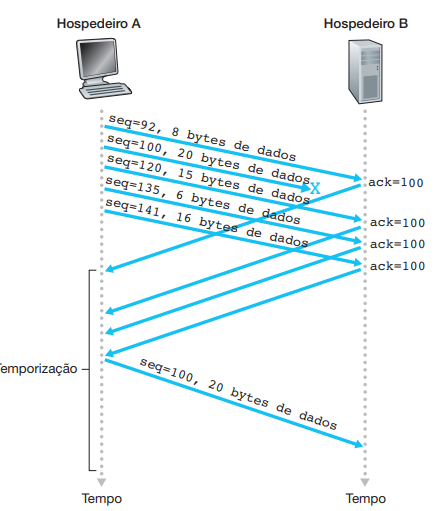 Hospedeiro A
Hospedeiro B
seq=92, 8 bytes de dados
seq=100, 20 bytes de dados
X
seq=120, 15 bytes de dados
seq=135, 6 bytes de dados
seq=141, 16 bytes de dados
ack=100
ack=100
ack=100
ack=100
Temporização
seq=100, 20 bytes de dados
Tempo
Tempo